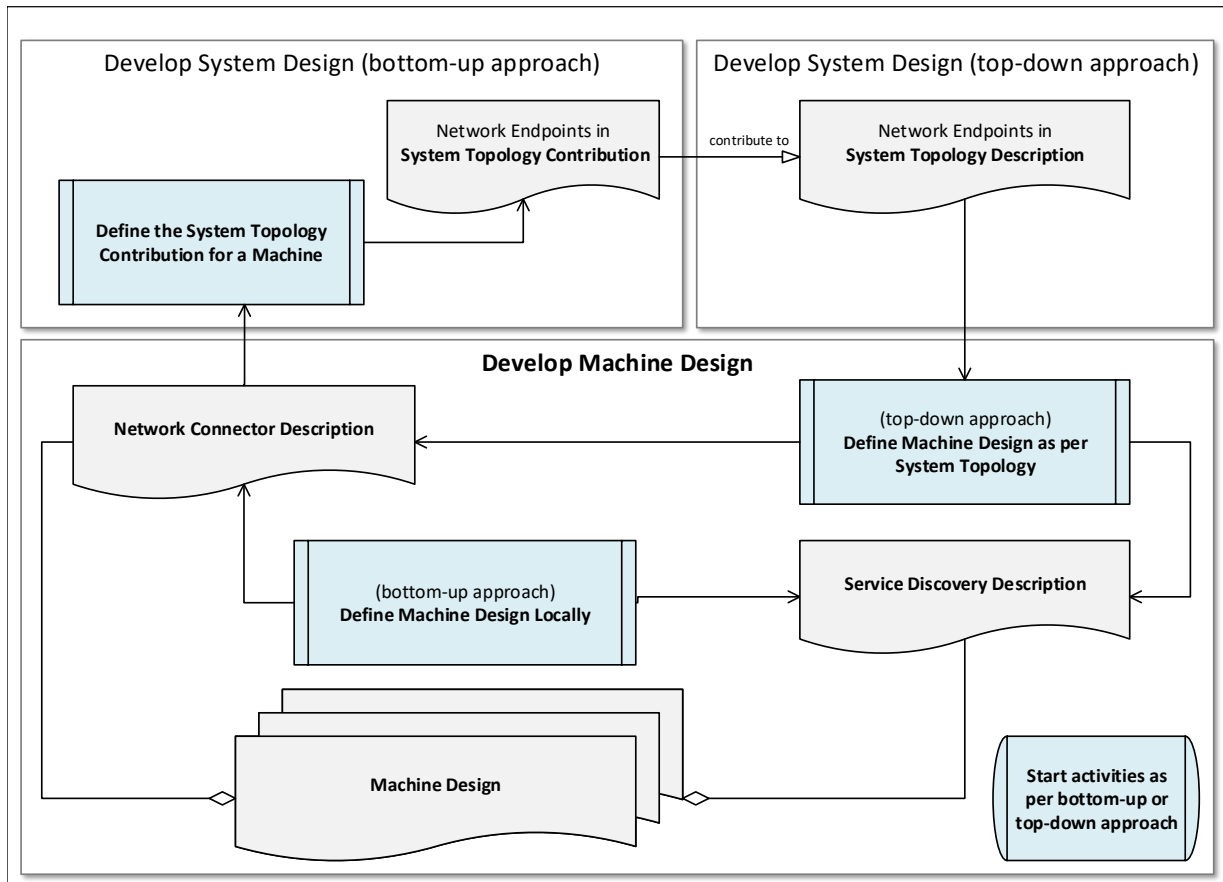 Develop System Design (bottom-up approach)
Develop System Design (top-down approach)
Network Endpoints in
System Topology Contribution
contribute to
Network Endpoints in
System Topology Description
Define the System Topology
Contribution for a Machine
Develop Machine Design
Network Connector Description
(top-down approach)
Define Machine Design as per
System Topology
(bottom-up approach)
Define Machine Design Locally
Service Discovery Description
Machine Design
Start activities as
per bottom-up or
top-down approach